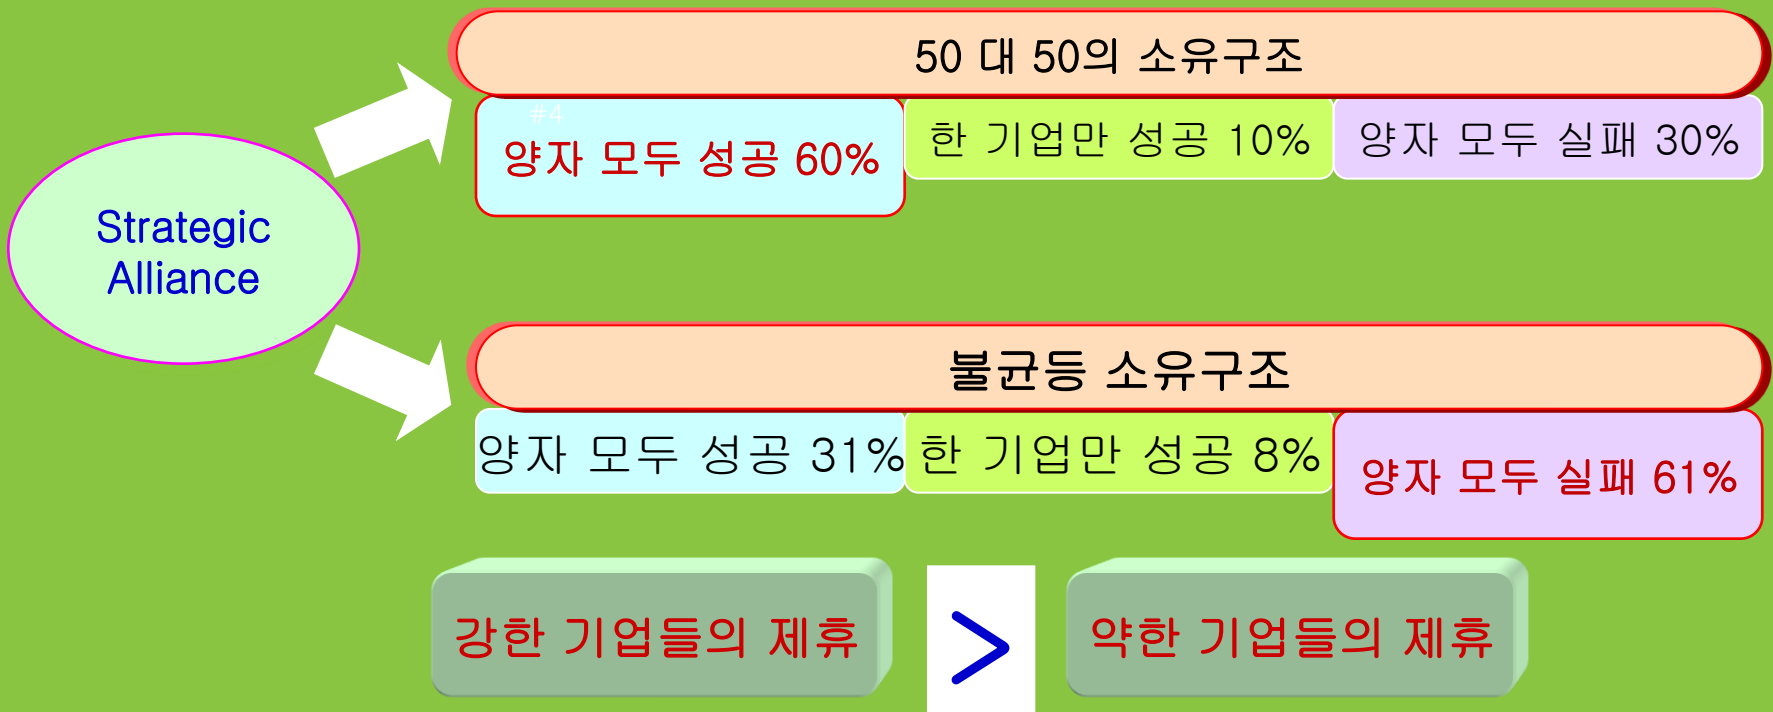 50 대 50의 소유구조
#4
양자 모두 성공 60%
한 기업만 성공 10%
양자 모두 실패 30%
Strategic
Alliance
불균등 소유구조
양자 모두 성공 31%
한 기업만 성공 8%
양자 모두 실패 61%
강한 기업들의 제휴
>
약한 기업들의 제휴